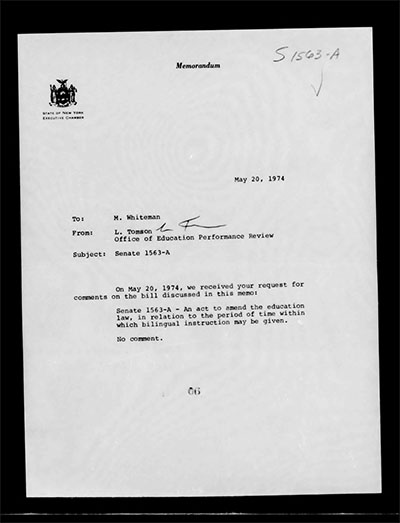 S 1563-A
Memorandum
STATE OF NEW YORK
EXECUTIVE CHAMBER
May 20, 1974
To: M. Whiteman
From: L. Tomson
Office of Education Performance Review
Subject: Senate 1563-A
On May 20, 1974, we received your request for
comments on the bill discussed in this memo:
Senate 1563-A - An act to amend the education
law, in relation to the period of time within
which bilingual instruction may be given.
No comment.